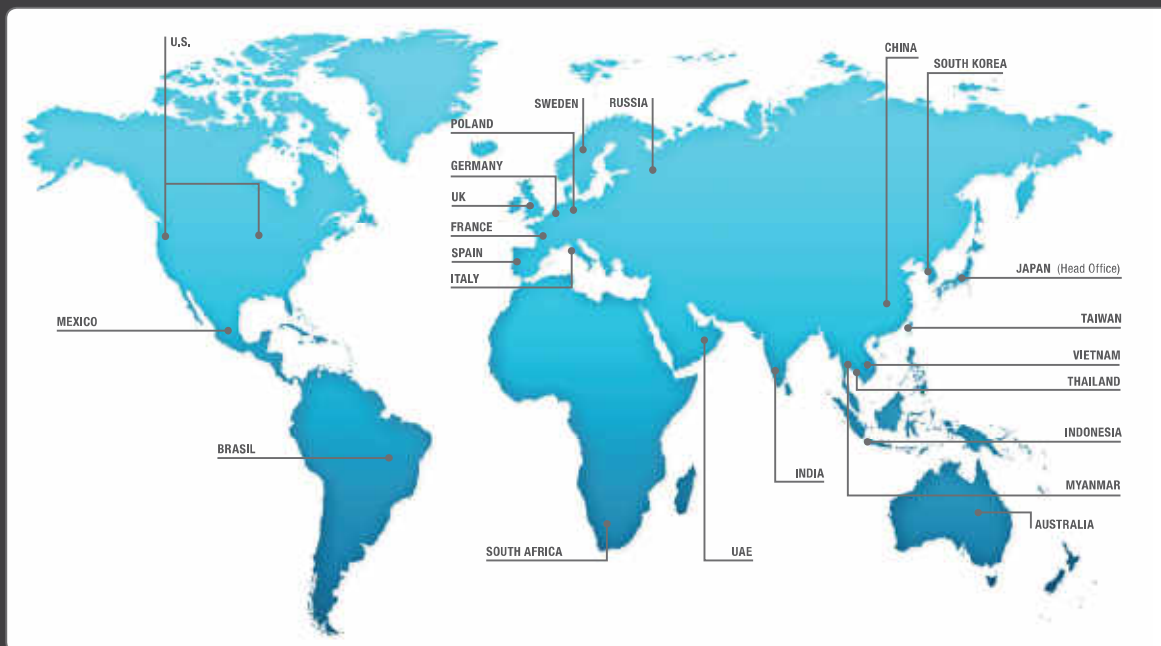 U.S.
CHINA
SOUTH KOREA
SWEDEN
RUSSIA
POLAND
GERMANY
UK
FRANCE
SPAIN
ITALY
JAPAN (Head Office)
MEXICO
TAIWAN
VIETNAM
THAILAND
BRASIL
INDONESIA
INDIA
MYANMAR
AUSTRALIA
SOUTH AFRICA
UAE